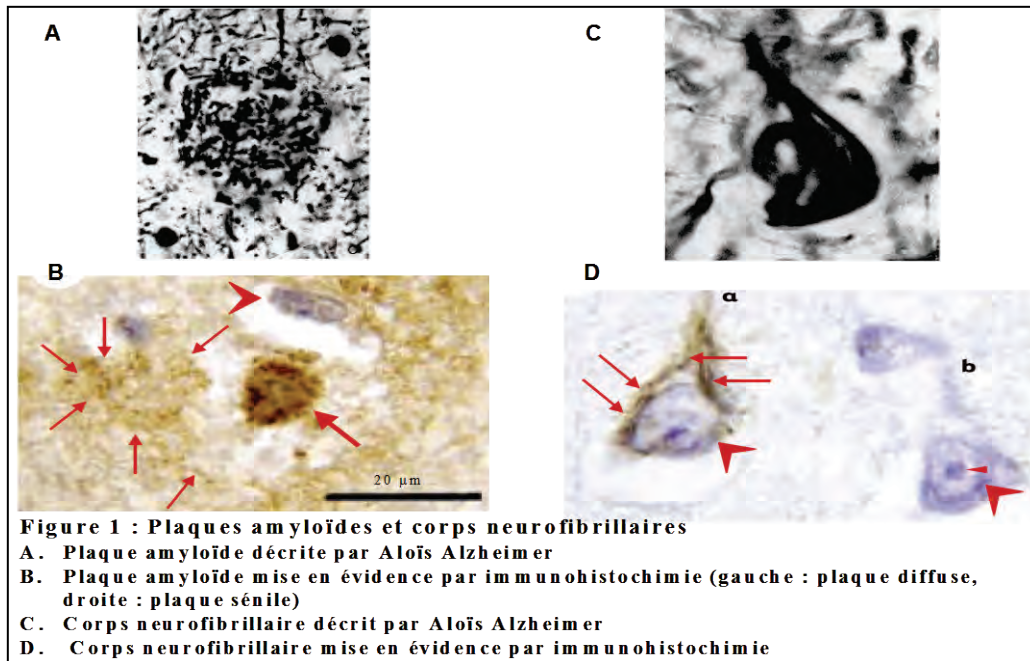 A
C
B
20 µm
D
a
b
Figure 1 : Plaques amyloïdes et corps neurofibrillaires
A. Plaque amyloïde décrite par Aloïs Alzheimer
B. Plaque amyloïde mise en évidence par immunohistochimie (gauche : plaque diffuse,
droite : plaque sénile)
C. Corps neurofibrillaire décrit par Aloïs Alzheimer
D. Corps neurofibrillaire mise en évidence par immunohistochimie